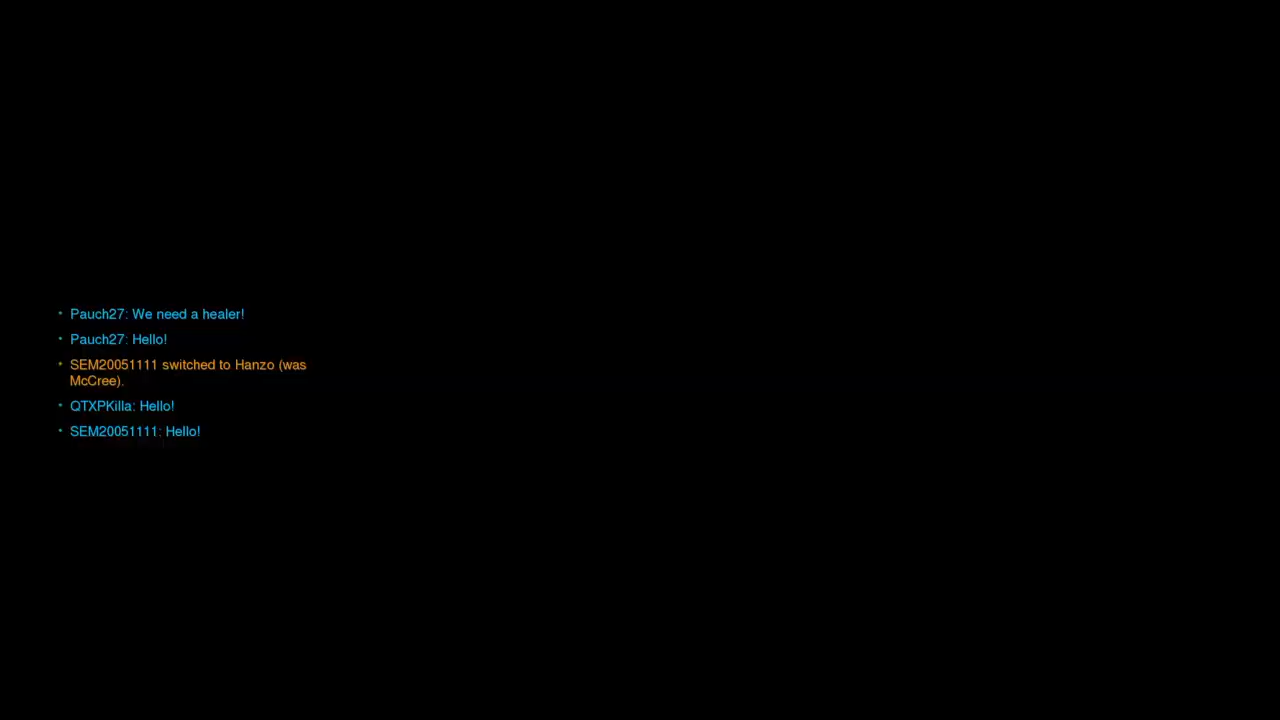 Pauch27: We need a healer!
Pauch27: Hello!
SEM20051111 switched to Hanzo (was
McCree).
QTXPKilla: Hello!
SEM20051111: Hello!